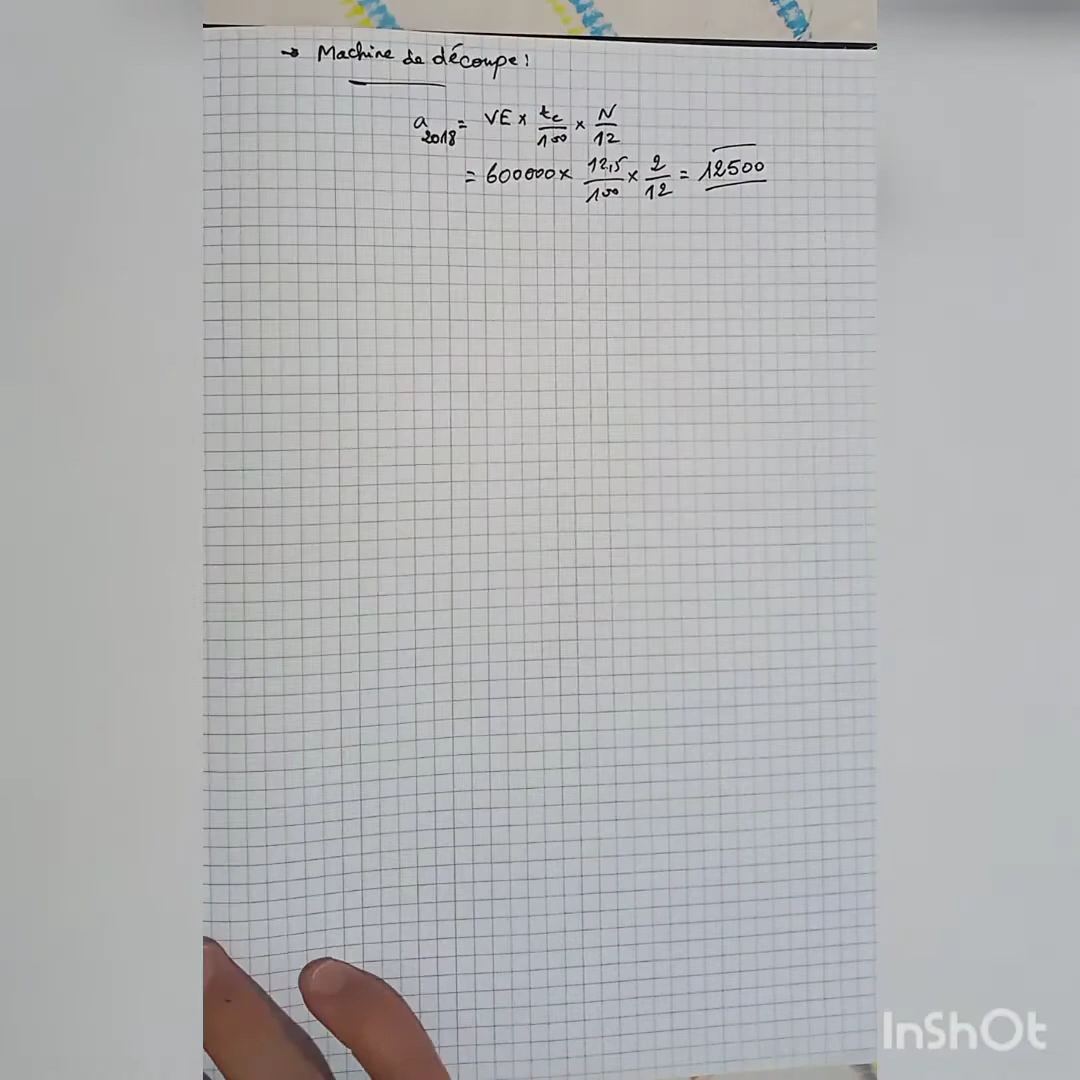 → Machine de découpe :
a2018 = VE × tc/100 × N/12
= 600000 × 12,5/100 × 2/12 = 12500
InShOt